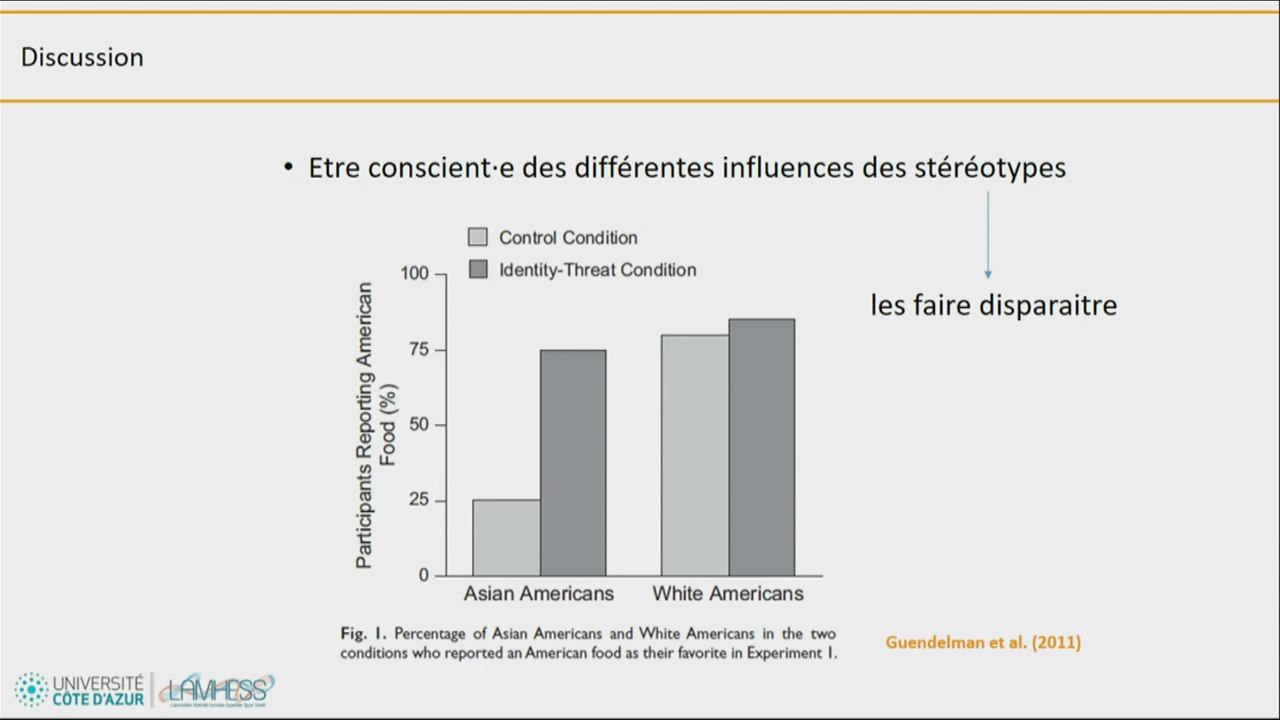 Discussion
• Etre conscient·e des différentes influences des stéréotypes
les faire disparaitre
Control Condition
Identity-Threat Condition
Participants Reporting American
Food (%)
100
75
50
25
0
Asian Americans
White Americans
Fig. 1. Percentage of Asian Americans and White Americans in the two
conditions who reported an American food as their favorite in Experiment 1.
Guendelman et al. (2011)
UNIVERSITÉ
CÔTE D'AZUR
LAMHESS